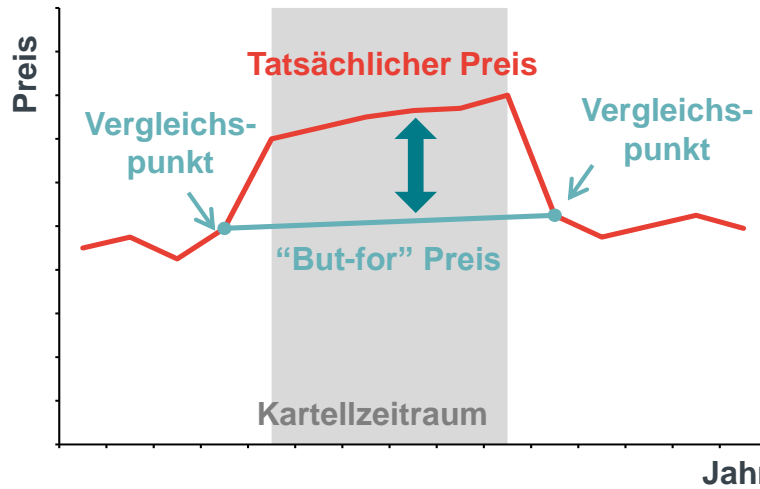 Preis
Tatsächlicher Preis
Vergleichs-
punkt
Vergleichs-
punkt
“But-for” Preis
Kartellzeitraum
Jahr